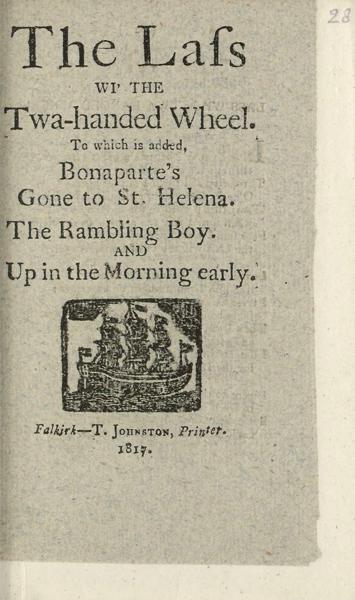 28
The Laſs
WI' THE
Twa-handed Wheel.
To which is added,
Bonaparte's
Gone to St. Helena.
The Rambling Boy.
AND
Up in the Morning early.
Falkirk—T. JOHNSTON, Printer.
1817.